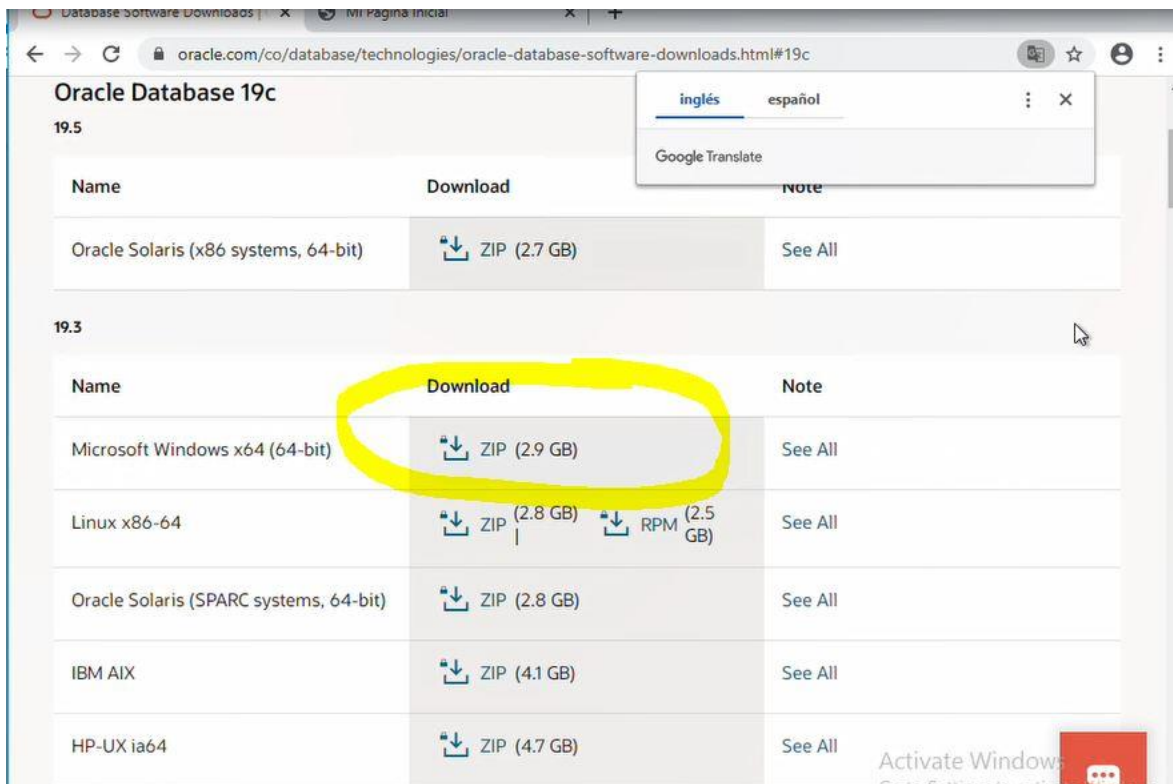 Database Software Downloads
Mi Página Inicial
oracle.com/co/database/technologies/oracle-database-software-downloads.html#19c
Oracle Database 19c
inglés español
19.5
Google Translate
Name Download Note
Oracle Solaris (x86 systems, 64-bit) ZIP (2.7 GB) See All
19.3
Name Download Note
Microsoft Windows x64 (64-bit) ZIP (2.9 GB) See All
Linux x86-64 ZIP (2.8 GB) | RPM (2.5 GB) See All
Oracle Solaris (SPARC systems, 64-bit) ZIP (2.8 GB) See All
IBM AIX ZIP (4.1 GB) See All
HP-UX ia64 ZIP (4.7 GB) See All
Activate Windows